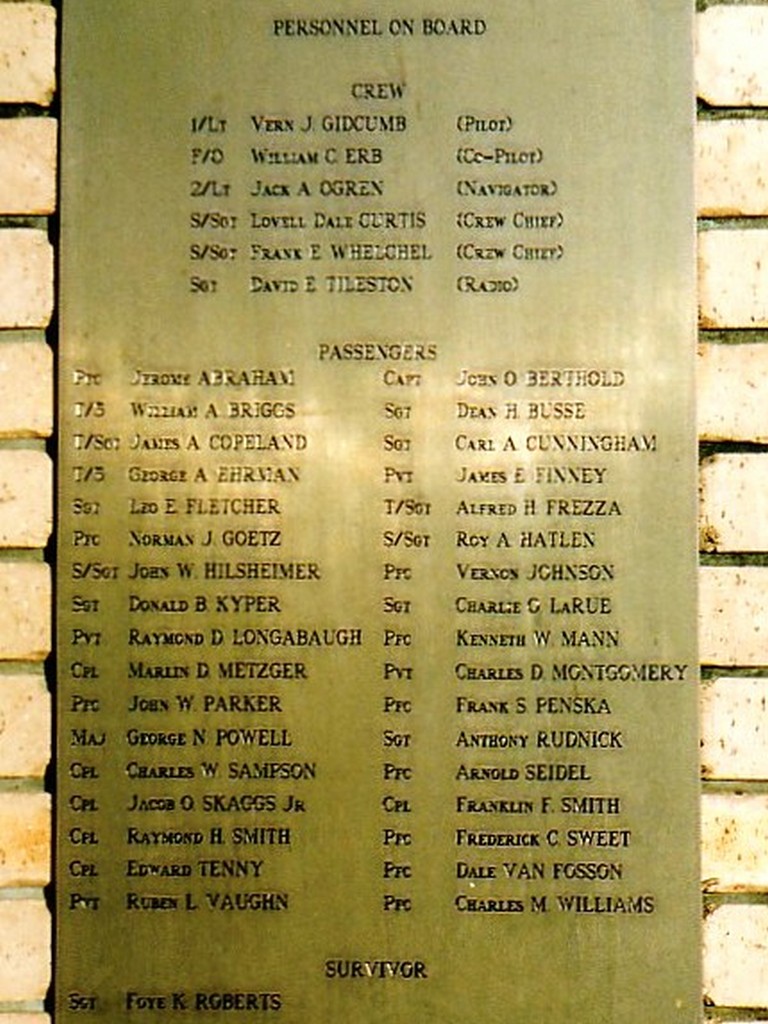 PERSONNEL ON BOARD
CREW
1/LT VERN J. GIDCUMB (PILOT)
F/O WILLIAM C. ERB (CO-PILOT)
2/LT JACK A. OGREN (NAVIGATOR)
S/SGT LOVELL DALE CURTIS (CREW CHIEF)
S/SGT FRANK E. WHELCHEL (CREW CHIEF)
SGT DAVID E. TILESTON (RADIO)
PASSENGERS
PFC JEROME ABRAHAM CAPT JOHN O. BERTHOLD
T/5 WILLIAM A. BRIGGS SGT DEAN H. BUSSE
T/SGT JAMES A. COPELAND SGT CARL A. CUNNINGHAM
T/5 GEORGE A. EHRMAN PVT JAMES E. FINNEY
SGT LEO E. FLETCHER T/SGT ALFRED H. FREZZA
PFC NORMAN J. GOETZ S/SGT ROY A. HATLEN
S/SGT JOHN W. HILSHEIMER PFC VERNON JOHNSON
SGT DONALD B. KYPER SGT CHARLIE O. LaRUE
PVT RAYMOND D. LONGABAUGH PFC KENNETH W. MANN
CPL MARLIN D. METZGER PVT CHARLES D. MONTGOMERY
PFC JOHN W. PARKER PFC FRANK S. PENSKA
MAJ GEORGE N. POWELL SGT ANTHONY RUDNICK
CPL CHARLES W. SAMPSON PFC ARNOLD SEIDEL
CPL JACOB O. SKAGGS JR CPL FRANKLIN F. SMITH
CPL RAYMOND H. SMITH PFC FREDERICK C. SWEET
CPL EDWARD TENNY PFC DALE VAN FOSSON
PVT RUBEN L. VAUGHN PFC CHARLES M. WILLIAMS
SURVIVOR
SGT FOYE K. ROBERTS